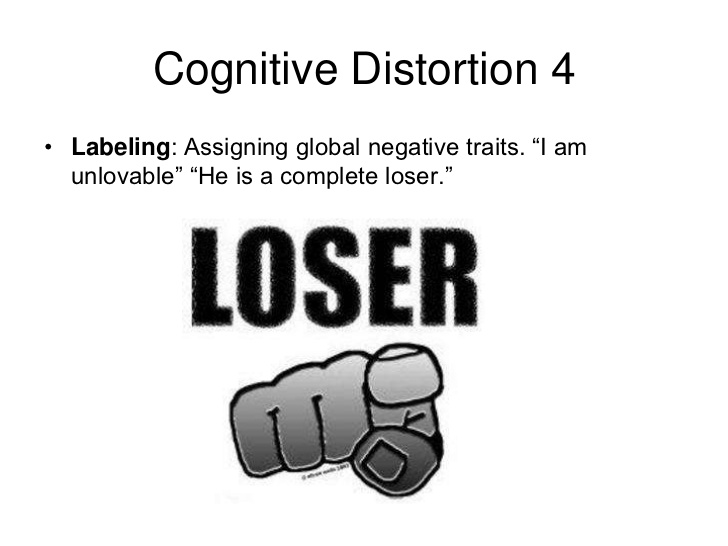 Cognitive Distortion 4
• Labeling: Assigning global negative traits. “I am
unlovable” “He is a complete loser.”
LOSER